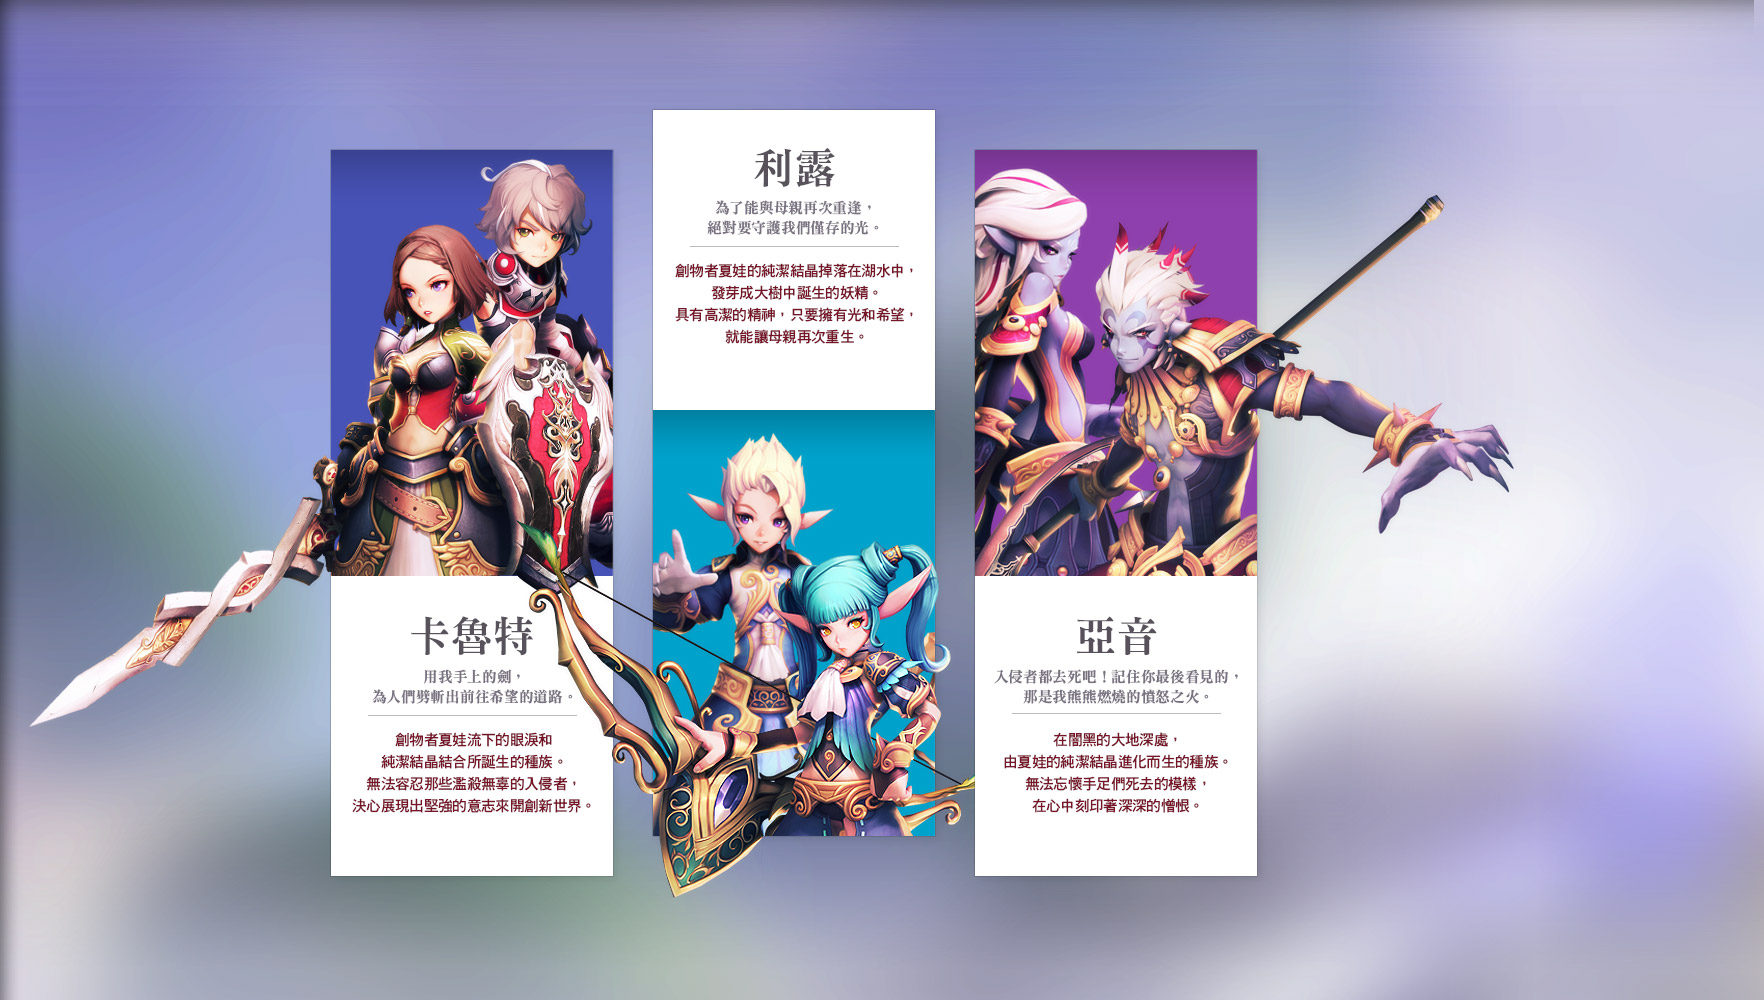 卡魯特
用我手上的劍，
為人們劈斬出前往希望的道路。
創物者夏娃流下的眼淚和
純潔結晶結合所誕生的種族。
無法容忍那些濫殺無辜的入侵者，
決心展現出堅強的意志來開創新世界。
利露
為了能與母親再次重逢，
絕對要守護我們僅存的光。
創物者夏娃的純潔結晶掉落在湖水中，
發芽成大樹中誕生的妖精。
具有高潔的精神，只要擁有光和希望，
就能讓母親再次重生。
亞音
入侵者都去死吧！記住你最後看見的，
那是我熊熊燃燒的憤怒之火。
在闇黑的大地深處，
由夏娃的純潔結晶進化而生的種族。
無法忘懷手足們死去的模樣，
在心中刻印著深深的憎恨。